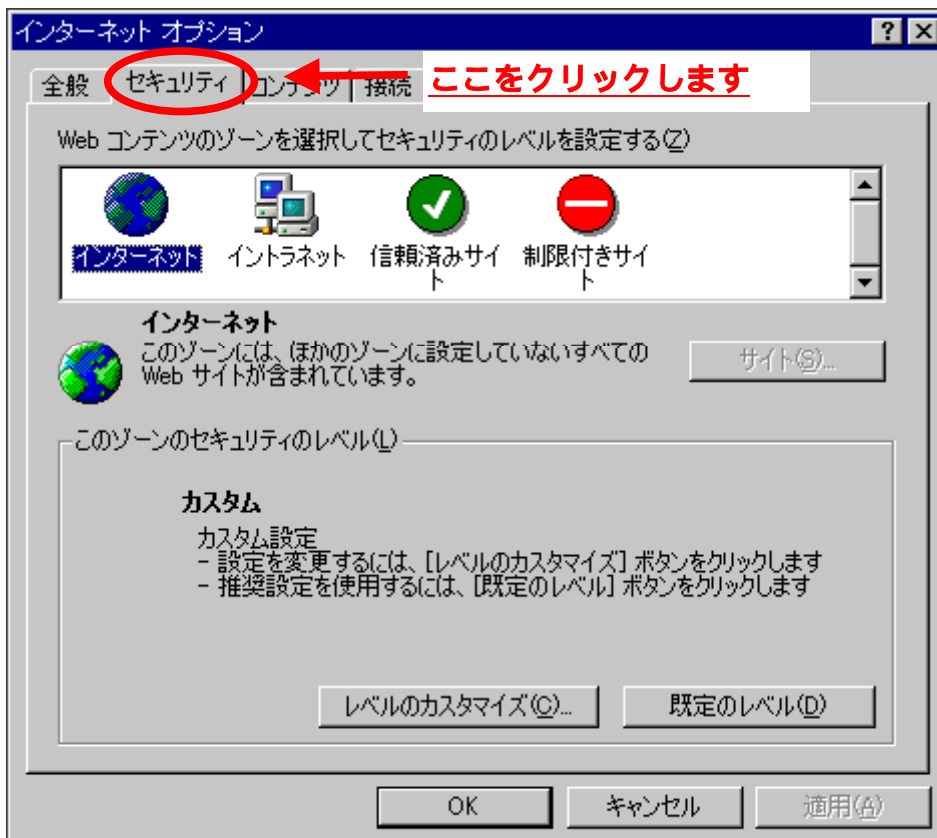 インターネット オプション
全般 セキュリティ コンテンツ 接続 ここをクリックします
Web コンテンツのゾーンを選択してセキュリティのレベルを設定する(Z)
インターネット イントラネット 信頼済みサイ
ト 制限付きサイ
ト
インターネット
このゾーンには、ほかのゾーンに設定していないすべての
Web サイトが含まれています。
サイト(S)...
このゾーンのセキュリティのレベル(L)
カスタム
カスタム設定
- 設定を変更するには、[レベルのカスタマイズ] ボタンをクリックします
- 推奨設定を使用するには、[既定のレベル] ボタンをクリックします
レベルのカスタマイズ(C)... 既定のレベル(D)
OK キャンセル 適用(A)